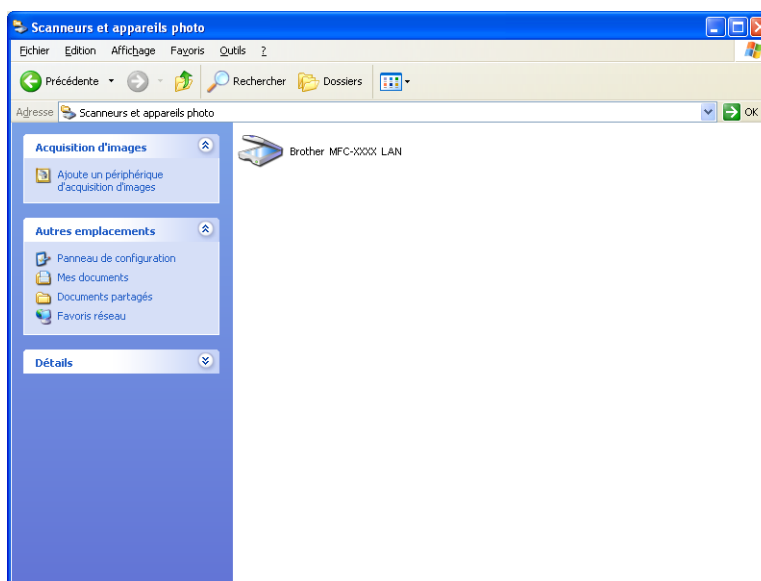 Scanneurs et appareils photo
Fichier Edition Affichage Favoris Outils ?
Précédente Rechercher Dossiers
Adresse Scanneurs et appareils photo OK
Acquisition d'images
Ajoute un périphérique
d'acquisition d'images
Autres emplacements
Panneau de configuration
Mes documents
Documents partagés
Favoris réseau
Détails
Brother MFC-XXXX LAN